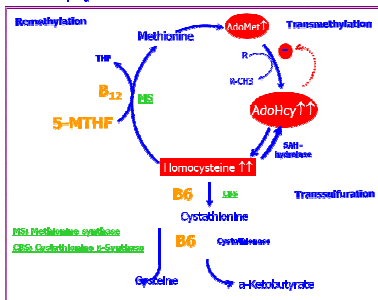 Remethylation
Transmethylation
AdoMet↑
Methionine
R
R-CH3
THF
B12
MS
5-MTHF
AdoHcy↑↑
SAH-
hydrolase
Homocysteine ↑↑
B6
CBS
Transsulfuration
Cystathionine
MS: Methionine synthase
B6
Cystathionase
CBS: Cystathionine ß-Synthase
Cysteine
a-Ketobutyrate